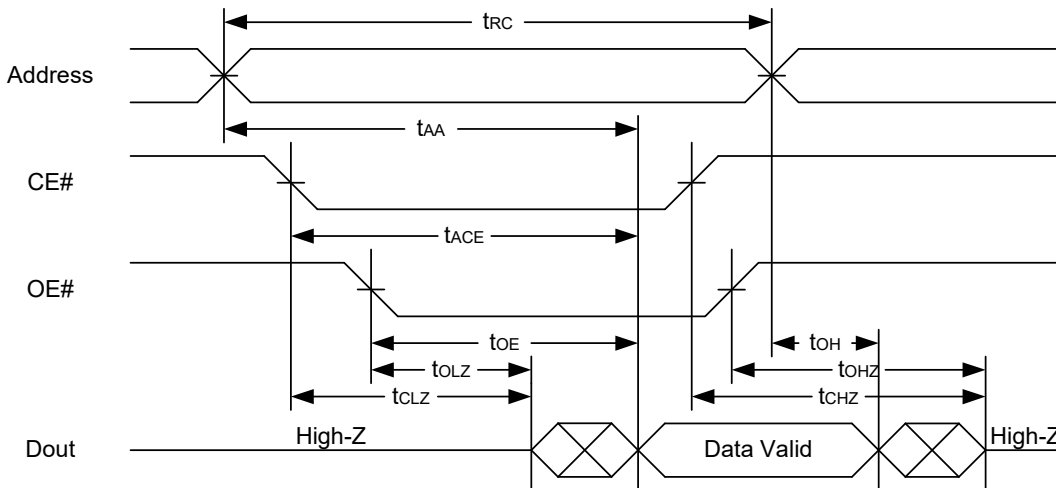 tRC
Address
tAA
CE#
tACE
OE#
tOE
tOH
tOLZ
tOHZ
tCLZ
tCHZ
High-Z
Data Valid
High-Z
Dout